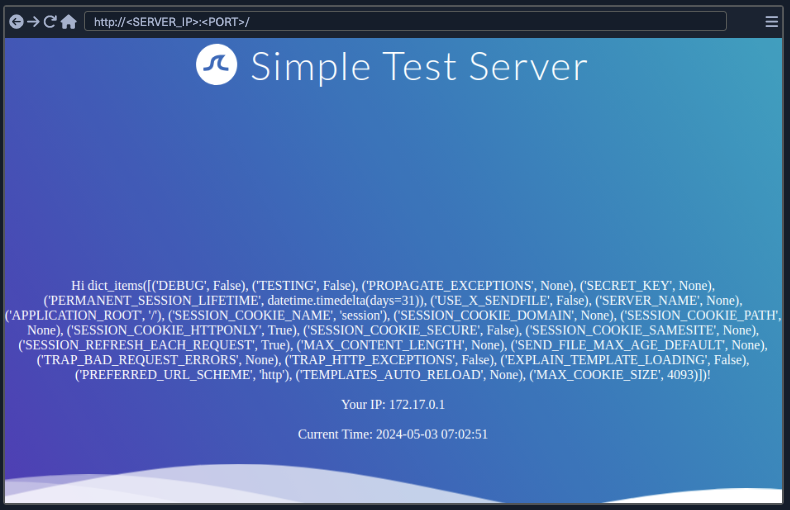 http://<SERVER_IP>:<PORT>/
Simple Test Server
Hi dict_items([('DEBUG', False), ('TESTING', False), ('PROPAGATE_EXCEPTIONS', None), ('SECRET_KEY', None),
('PERMANENT_SESSION_LIFETIME', datetime.timedelta(days=31)), ('USE_X_SENDFILE', False), ('SERVER_NAME', None),
('APPLICATION_ROOT', '/'), ('SESSION_COOKIE_NAME', 'session'), ('SESSION_COOKIE_DOMAIN', None), ('SESSION_COOKIE_PATH',
None), ('SESSION_COOKIE_HTTPONLY', True), ('SESSION_COOKIE_SECURE', False), ('SESSION_COOKIE_SAMESITE', None),
('SESSION_REFRESH_EACH_REQUEST', True), ('MAX_CONTENT_LENGTH', None), ('SEND_FILE_MAX_AGE_DEFAULT', None),
('TRAP_BAD_REQUEST_ERRORS', None), ('TRAP_HTTP_EXCEPTIONS', False), ('EXPLAIN_TEMPLATE_LOADING', False),
('PREFERRED_URL_SCHEME', 'http'), ('TEMPLATES_AUTO_RELOAD', None), ('MAX_COOKIE_SIZE', 4093)])!
Your IP: 172.17.0.1
Current Time: 2024-05-03 07:02:51